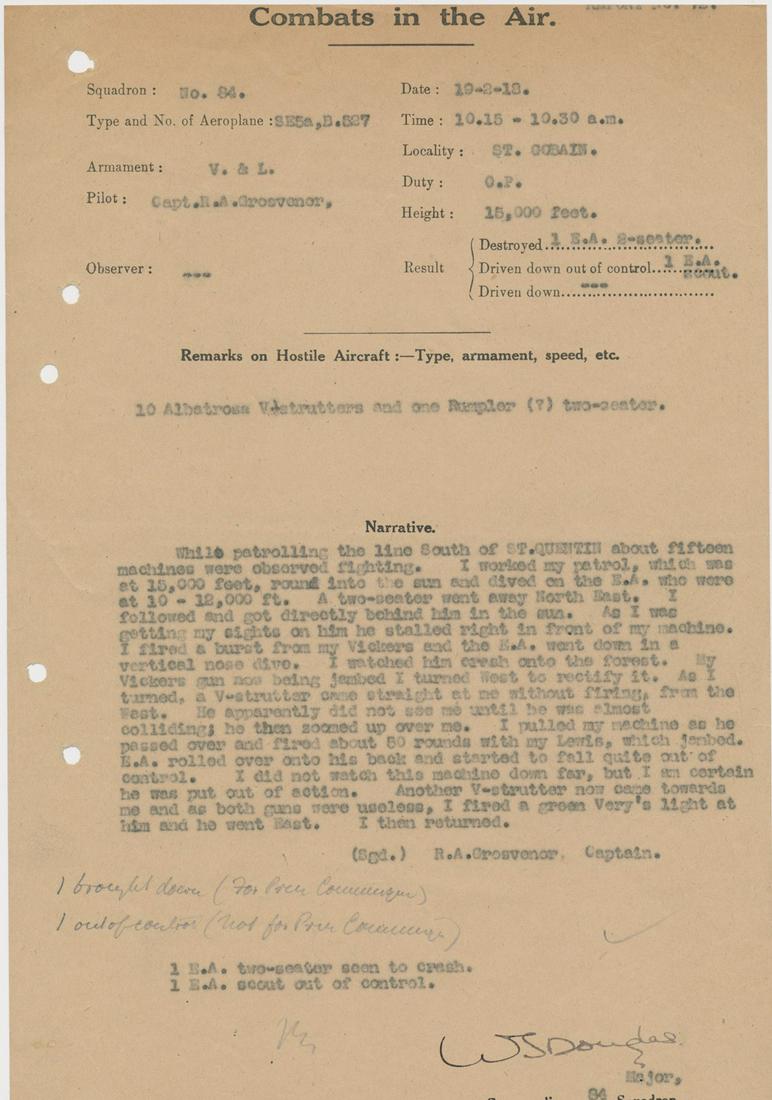 Combats in the Air.
Squadron : No. 84.
Date : 19-2-18.
Type and No. of Aeroplane : SE5a,B.527
Time : 10.15 - 10.30 a.m.
Locality : ST. GOBAIN.
Armament : V. & L.
Duty : O.P.
Pilot : Capt.R.A.Grosvenor,
Height : 15,000 feet.
Observer : ---
Result
Destroyed 1 E.A. 2-seater.
Driven down out of control 1 E.A. scout.
Driven down ---
Remarks on Hostile Aircraft :—Type, armament, speed, etc.
10 Albatross V-strutters and one Rumpler (?) two-seater.
Narrative.
While patrolling the line South of ST.QUENTIN about fifteen
machines were observed fighting. I worked my patrol, which was
at 15,000 feet, round into the sun and dived on the E.A. who were
at 10 - 12,000 ft. A two-seater went away North East. I
followed and got directly behind him in the sun. As I was
getting my sights on him he stalled right in front of my machine.
I fired a burst from my Vickers and the E.A. went down in a
vertical nose dive. I watched him crash onto the forest. My
Vickers gun now being jambed I turned West to rectify it. As I
turned, a V-strutter came straight at me without firing, from the
West. He apparently did not see me until he was almost
colliding; he then zoomed up over me. I pulled my machine as he
passed over and fired about 50 rounds with my Lewis, which jambed.
E.A. rolled over onto his back and started to fall quite out of
control. I did not watch this machine down far, but I am certain
he was put out of action. Another V-strutter now came towards
me and as both guns were useless, I fired a green Very's light at
him and he went East. I then returned.
(Sgd.) R.A.Grosvenor, Captain.
1 brought down (For Press Communique)
1 out of control (Not for Press Communique)
1 E.A. two-seater seen to crash.
1 E.A. scout out of control.
WSDouglas.
Major,
84 Squadron